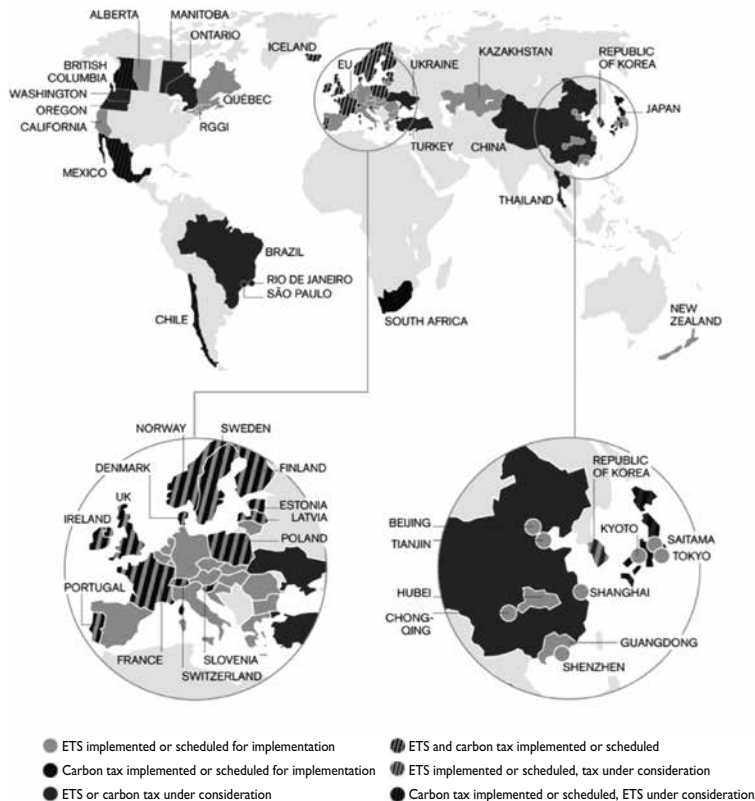 ALBERTA
MANITOBA
ONTARIO
BRITISH
COLUMBIA
WASHINGTON
OREGON
CALIFORNIA
QUÉBEC
RGGI
MEXICO
ICELAND
EU
UKRAINE
KAZAKHSTAN
REPUBLIC
OF KOREA
JAPAN
TURKEY
CHINA
THAILAND
BRAZIL
RIO DE JANEIRO
SÃO PAULO
CHILE
SOUTH AFRICA
NEW
ZEALAND
NORWAY
SWEDEN
DENMARK
FINLAND
UK
ESTONIA
LATVIA
IRELAND
POLAND
PORTUGAL
FRANCE
SLOVENIA
SWITZERLAND
REPUBLIC
OF KOREA
BEIJING
TIANJIN
KYOTO
SAITAMA
TOKYO
HUBEI
SHANGHAI
CHONG-
QING
GUANGDONG
SHENZHEN
ETS implemented or scheduled for implementation
Carbon tax implemented or scheduled for implementation
ETS or carbon tax under consideration
ETS and carbon tax implemented or scheduled
ETS implemented or scheduled, tax under consideration
Carbon tax implemented or scheduled, ETS under consideration